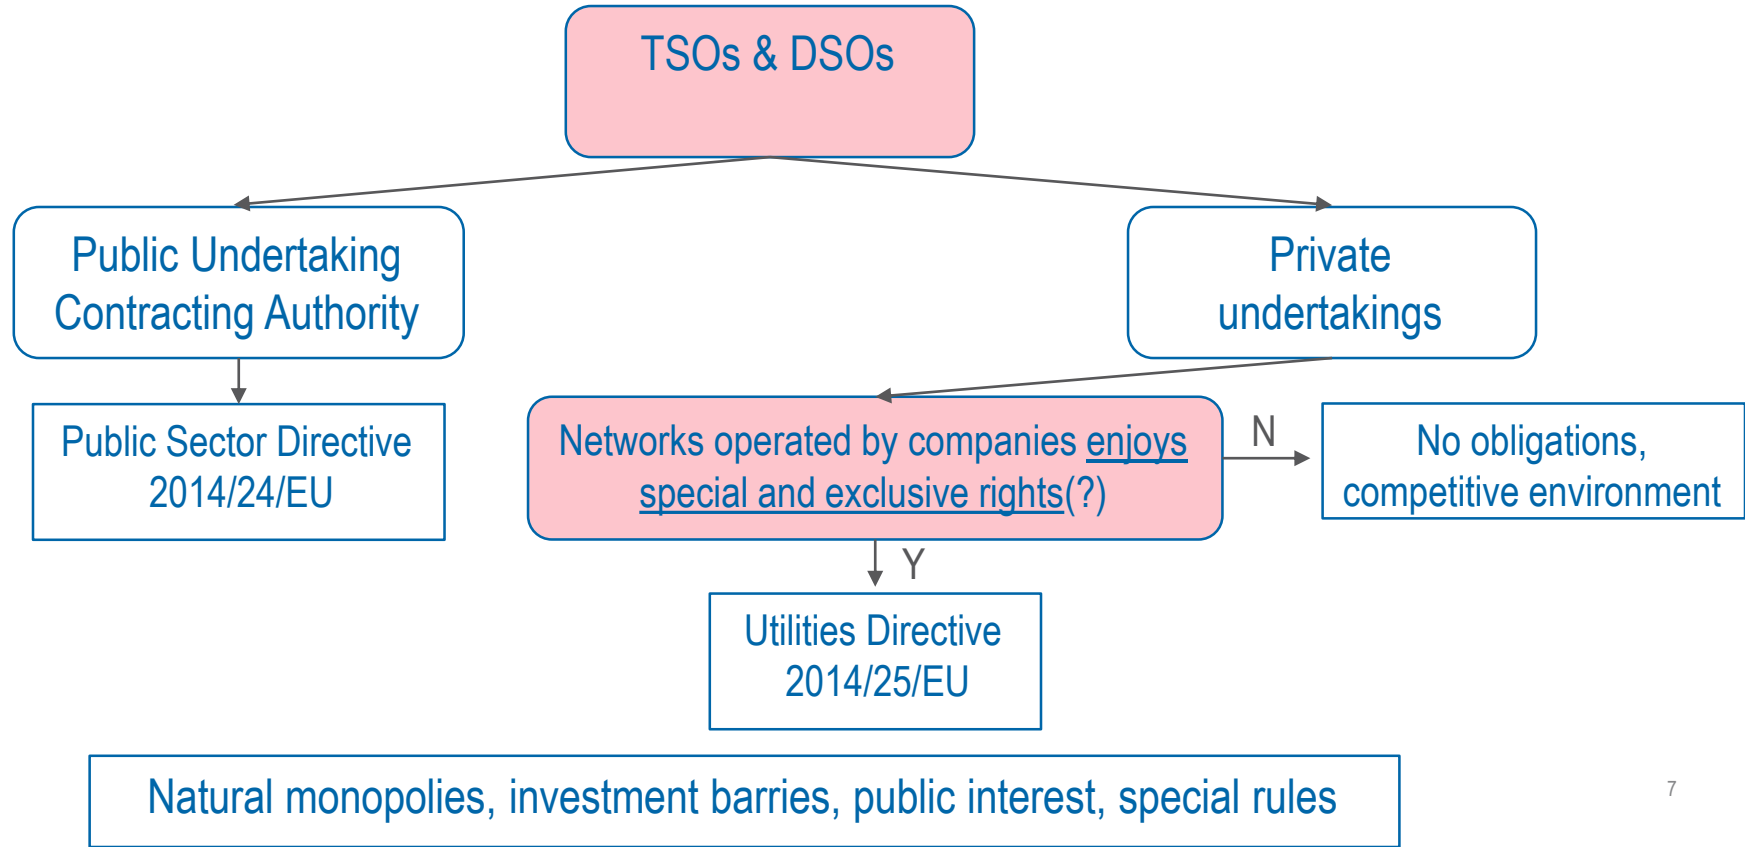 TSOs & DSOs
Public Undertaking
Contracting Authority
Private
undertakings
Public Sector Directive
2014/24/EU
Networks operated by companies enjoys
special and exclusive rights(?)
N
No obligations,
competitive environment
Y
Utilities Directive
2014/25/EU
Natural monopolies, investment barries, public interest, special rules
7